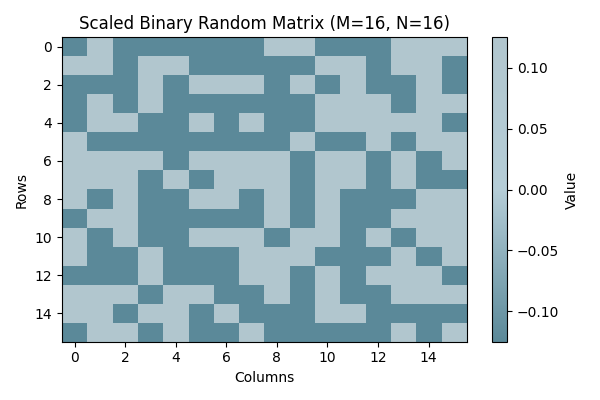 Scaled Binary Random Matrix (M=16, N=16)
0
2
4
6
8
10
12
14
Rows
0 2 4 6 8 10 12 14
Columns
0.10
0.05
0.00
−0.05
−0.10
Value